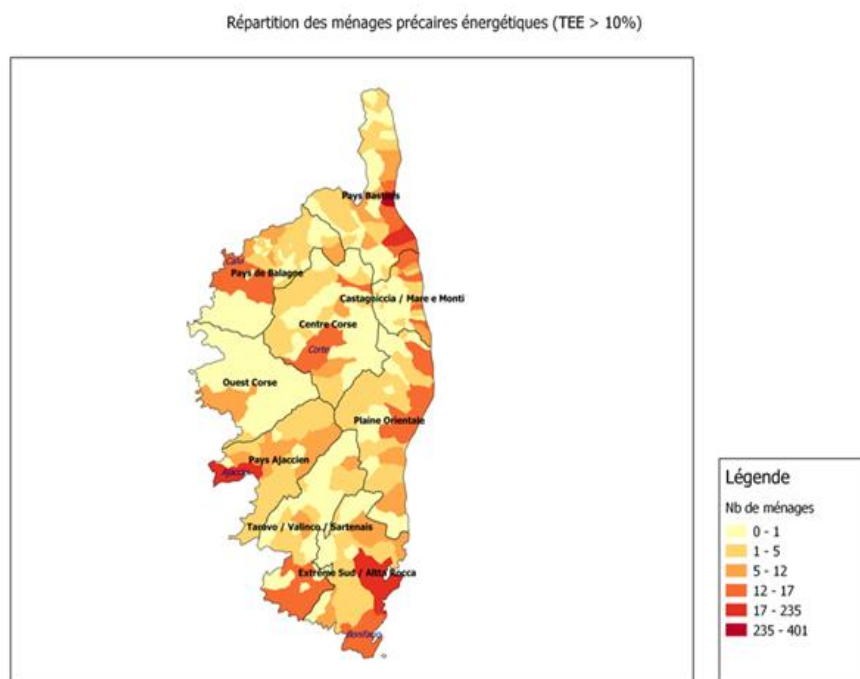 Répartition des ménages précaires énergétiques (TEE > 10%)
Pays Bastiais
Calvi
Pays de Balagne
Castagniccia / Mare e Monti
Centre Corse
Corte
Ouest Corse
Plaine Orientale
Pays Ajaccien
Ajaccio
Taravo / Valinco / Sartenais
Extrême Sud / Altta Rocca
Bonifacio
Légende
Nb de ménages
0 - 1
1 - 5
5 - 12
12 - 17
17 - 235
235 - 401